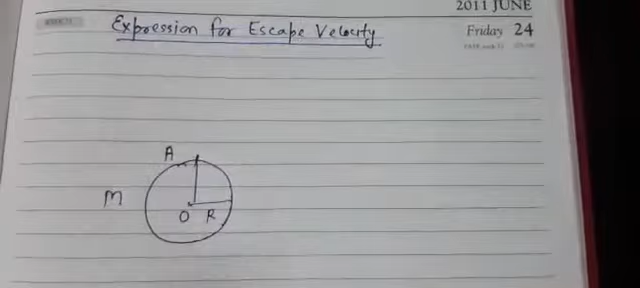 2011 JUNE
Expression for Escape Velocity
Friday 24
A
M
O R